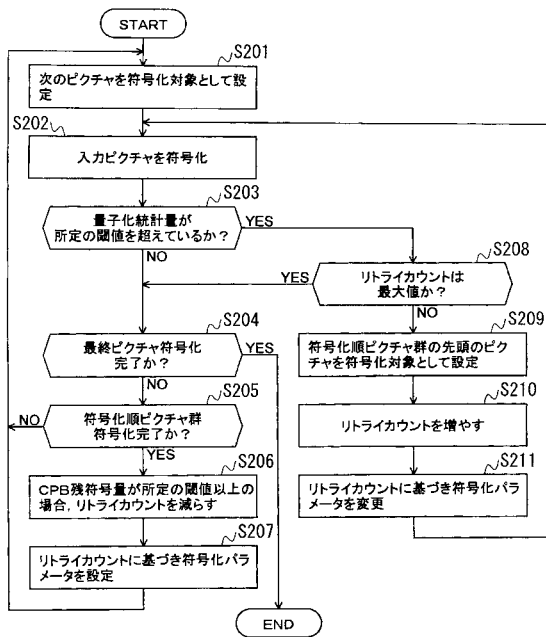 START
S201
次のピクチャを符号化対象として設
定
S202
入力ピクチャを符号化
S203
量子化統計量が
所定の閾値を超えているか？
YES
NO
S208
リトライカウントは
最大値か？
YES
NO
S204
最終ピクチャ符号化
完了か？
YES
NO
S209
符号化順ピクチャ群の先頭のピク
チャを符号化対象として設定
S205
符号化順ピクチャ群
符号化完了か？
NO
YES
S210
リトライカウントを増やす
S206
CPB残符号量が所定の閾値以上の
場合，リトライカウントを減らす
S211
リトライカウントに基づき符号化パラ
メータを変更
S207
リトライカウントに基づき符号化パラ
メータを設定
END